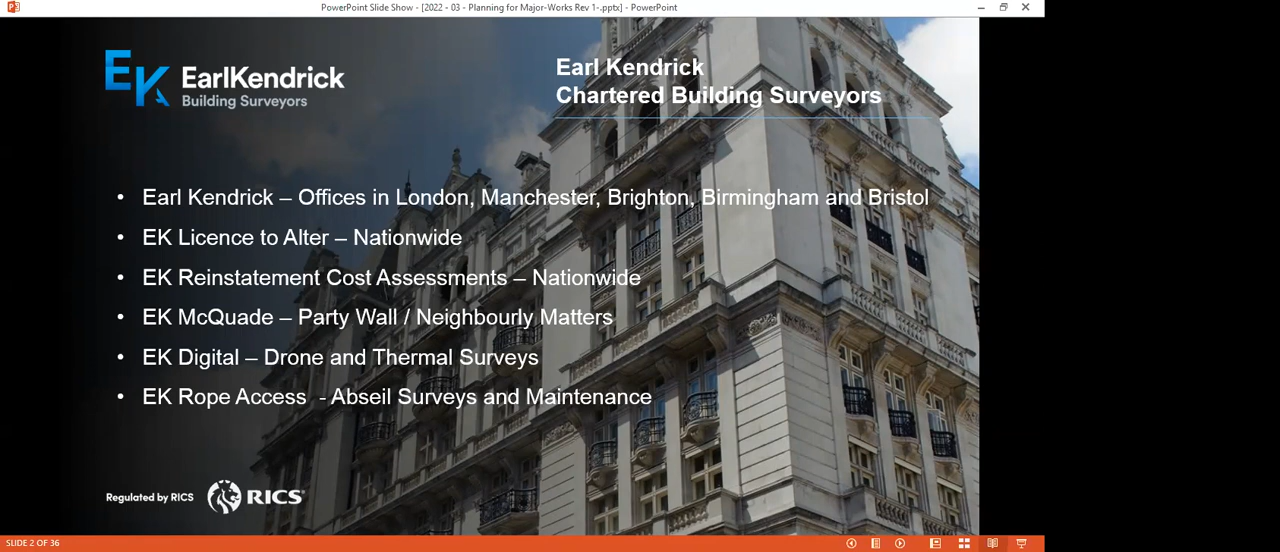 PowerPoint Slide Show - [2022 - 03 - Planning for Major-Works Rev 1-.pptx] - PowerPoint
EK EarlKendrick
Building Surveyors
Earl Kendrick
Chartered Building Surveyors
• Earl Kendrick – Offices in London, Manchester, Brighton, Birmingham and Bristol
• EK Licence to Alter – Nationwide
• EK Reinstatement Cost Assessments – Nationwide
• EK McQuade – Party Wall / Neighbourly Matters
• EK Digital – Drone and Thermal Surveys
• EK Rope Access  - Abseil Surveys and Maintenance
Regulated by RICS RICS
SLIDE 2 OF 36